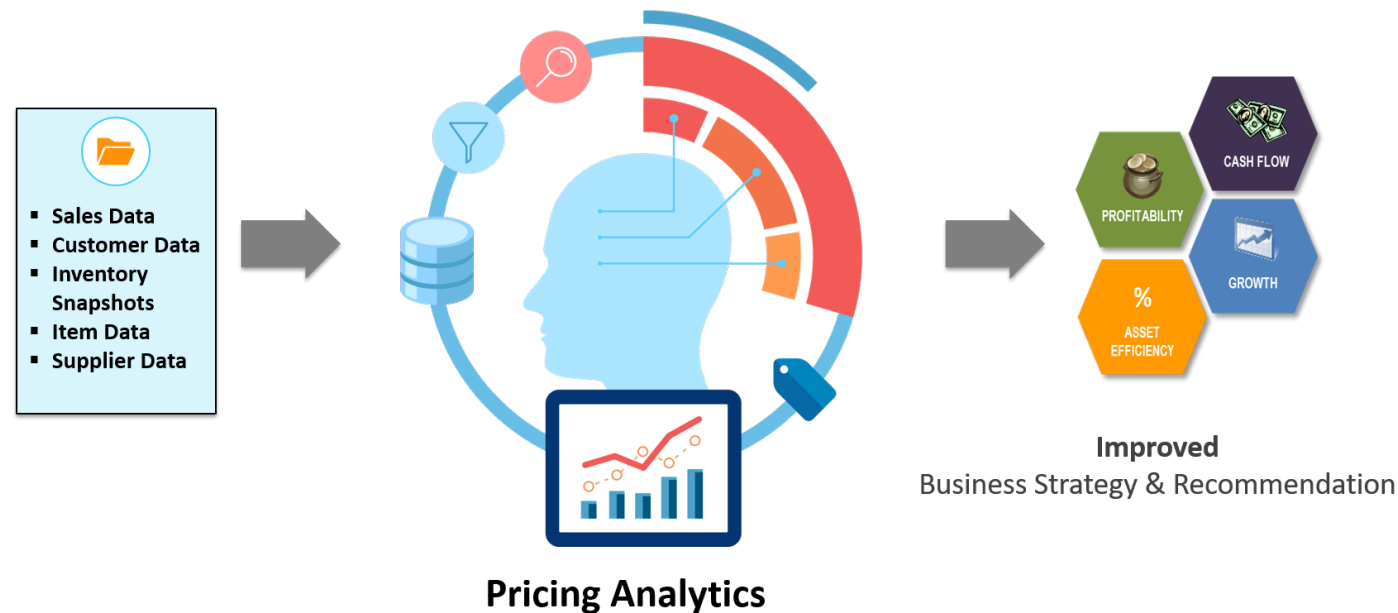 ▪ Sales Data
▪ Customer Data
▪ Inventory
Snapshots
▪ Item Data
▪ Supplier Data
Pricing Analytics
CASH FLOW
PROFITABILITY
GROWTH
%
ASSET
EFFICIENCY
Improved
Business Strategy & Recommendation